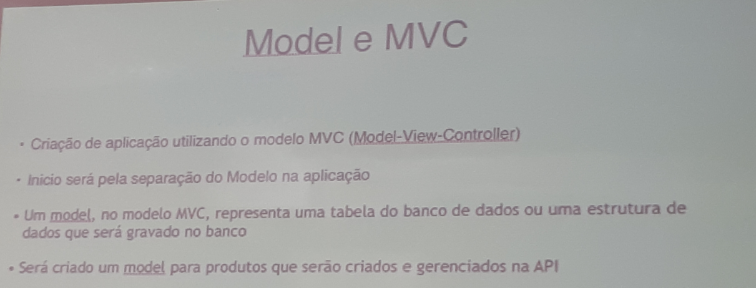 Model e MVC
• Criação de aplicação utilizando o modelo MVC (Model-View-Controller)
• Inicio será pela separação do Modelo na aplicação
• Um model, no modelo MVC, representa uma tabela do banco de dados ou uma estrutura de
dados que será gravado no banco
• Será criado um model para produtos que serão criados e gerenciados na API